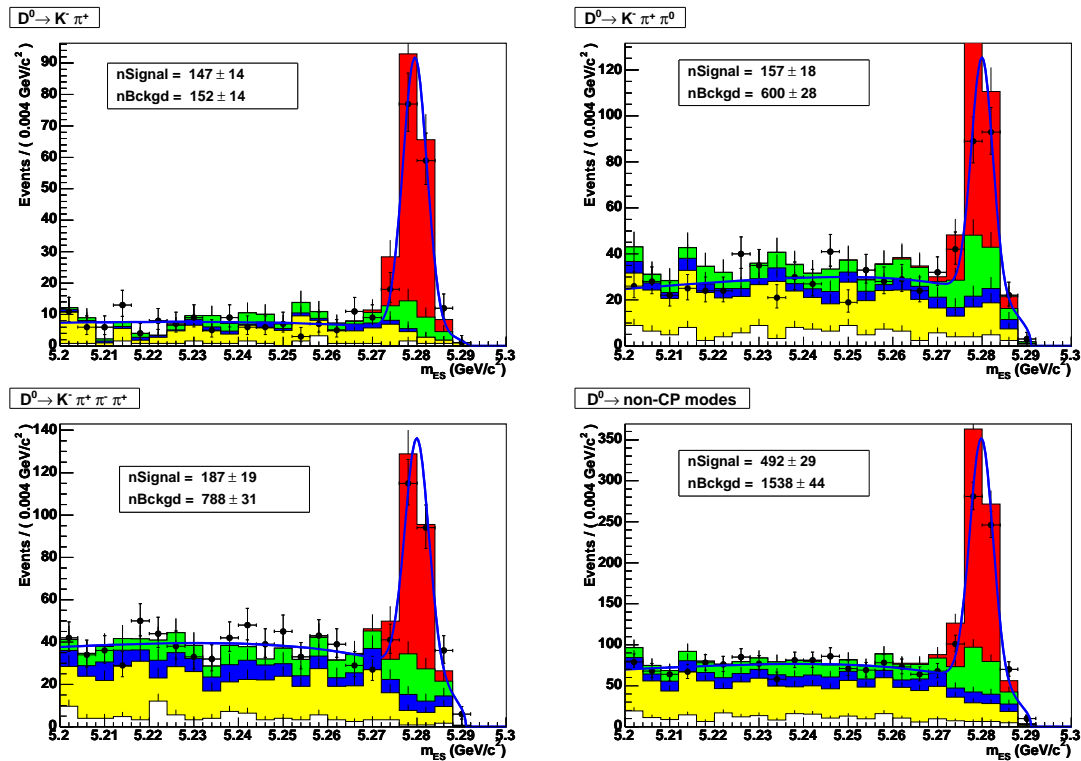 D⁰→ K⁻ π⁺
Events / ( 0.004 GeV/c² )
nSignal = 147 ± 14
nBckgd = 152 ± 14
0 10 20 30 40 50 60 70 80 90
5.2 5.21 5.22 5.23 5.24 5.25 5.26 5.27 5.28 5.29 5.3
m_ES (GeV/c²)
D⁰→ K⁻ π⁺ π⁰
Events / ( 0.004 GeV/c² )
nSignal = 157 ± 18
nBckgd = 600 ± 28
0 20 40 60 80 100 120
5.2 5.21 5.22 5.23 5.24 5.25 5.26 5.27 5.28 5.29 5.3
m_ES (GeV/c²)
D⁰→ K⁻ π⁺ π⁻ π⁺
Events / ( 0.004 GeV/c² )
nSignal = 187 ± 19
nBckgd = 788 ± 31
0 20 40 60 80 100 120 140
5.2 5.21 5.22 5.23 5.24 5.25 5.26 5.27 5.28 5.29 5.3
m_ES (GeV/c²)
D⁰→ non-CP modes
Events / ( 0.004 GeV/c² )
nSignal = 492 ± 29
nBckgd = 1538 ± 44
0 50 100 150 200 250 300 350
5.2 5.21 5.22 5.23 5.24 5.25 5.26 5.27 5.28 5.29 5.3
m_ES (GeV/c²)